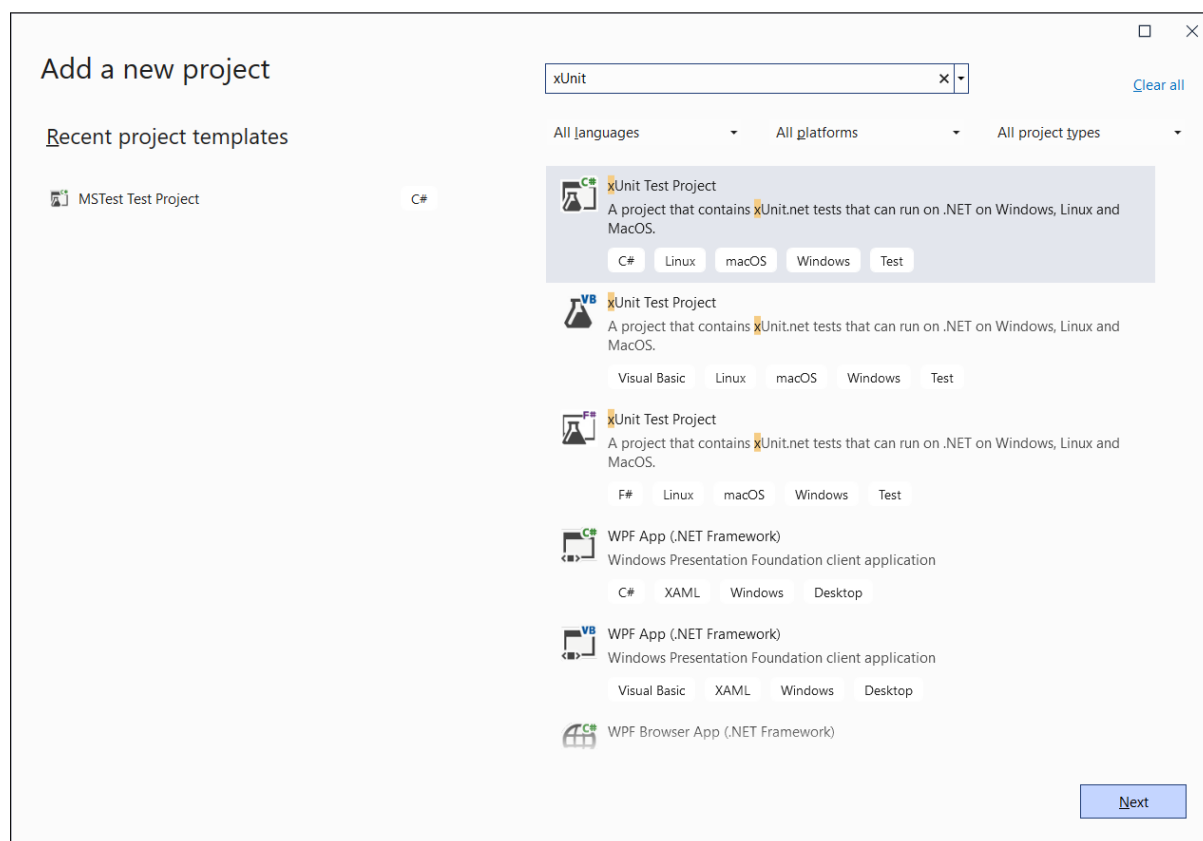 Add a new project
xUnit
Clear all
Recent project templates
All languages
All platforms
All project types
MSTest Test Project
C#
C#
xUnit Test Project
A project that contains xUnit.net tests that can run on .NET on Windows, Linux and
MacOS.
C# Linux macOS Windows Test
VB
xUnit Test Project
A project that contains xUnit.net tests that can run on .NET on Windows, Linux and
MacOS.
Visual Basic Linux macOS Windows Test
F#
xUnit Test Project
A project that contains xUnit.net tests that can run on .NET on Windows, Linux and
MacOS.
F# Linux macOS Windows Test
C#
WPF App (.NET Framework)
Windows Presentation Foundation client application
C# XAML Windows Desktop
VB
WPF App (.NET Framework)
Windows Presentation Foundation client application
Visual Basic XAML Windows Desktop
C#
WPF Browser App (.NET Framework)
Next